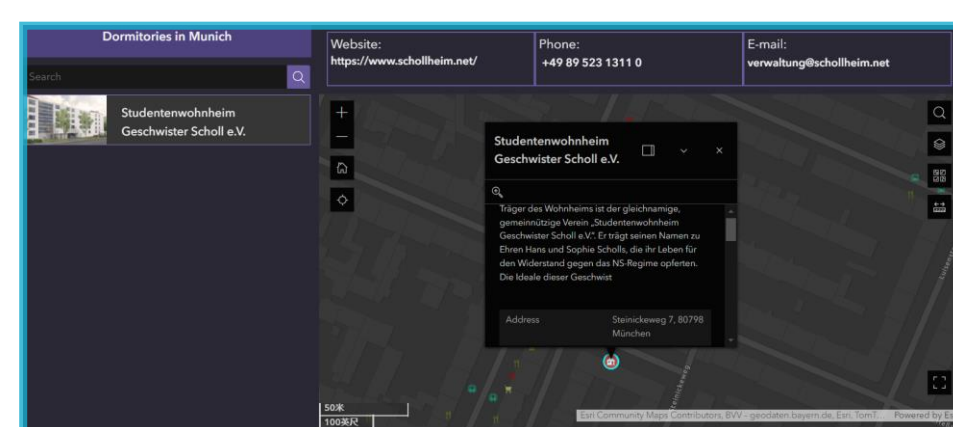 Dormitories in Munich
Search
Studentenwohnheim
Geschwister Scholl e.V.
Website:
https://www.schollheim.net/
Phone:
+49 89 523 1311 0
E-mail:
verwaltung@schollheim.net
Studentenwohnheim
Geschwister Scholl e.V.
Träger des Wohnheims ist der gleichnamige,
gemeinnützige Verein „Studentenwohnheim
Geschwister Scholl e.V.". Er trägt seinen Namen zu
Ehren Hans und Sophie Scholls, die ihr Leben für
den Widerstand gegen das NS-Regime opferten.
Die Ideale dieser Geschwist
Address
Steinickeweg 7, 80798
München
50米
100英尺
Esri Community Maps Contributors, BVV - geodaten.bayern.de, Esri, TomT... Powered by Es